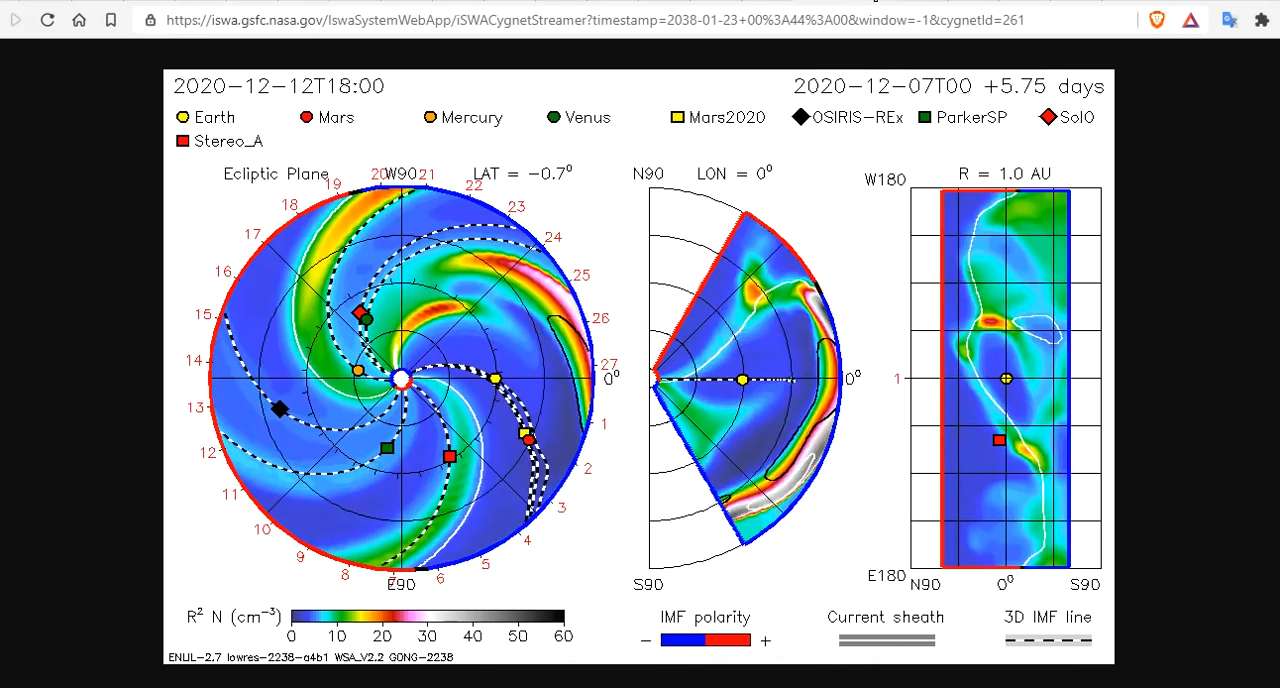 https://iswa.gsfc.nasa.gov/IswaSystemWebApp/iSWACygnetStreamer?timestamp=2038-01-23+00%3A44%3A00&window=-1&cygnetId=261
2020-12-12T18:00 2020-12-07T00 +5.75 days
Earth Mars Mercury Venus Mars2020 OSIRIS-REx ParkerSP SolO
Stereo_A
Ecliptic Plane W90 LAT = -0.7° N90 LON = 0° W180 R = 1.0 AU
19 20 21 22
18 23
17 24
16 25
15 26
14 27 0° 0° 1
13 1
12 2
11 3
10 4
9 5
8 7 6
E90 S90 E180 N90 0° S90
R² N (cm⁻³) IMF polarity Current sheath 3D IMF line
0 10 20 30 40 50 60 - +
ENLIL-2.7 lowres-2238-a4b1 WSA_V2.2 GONG-2238